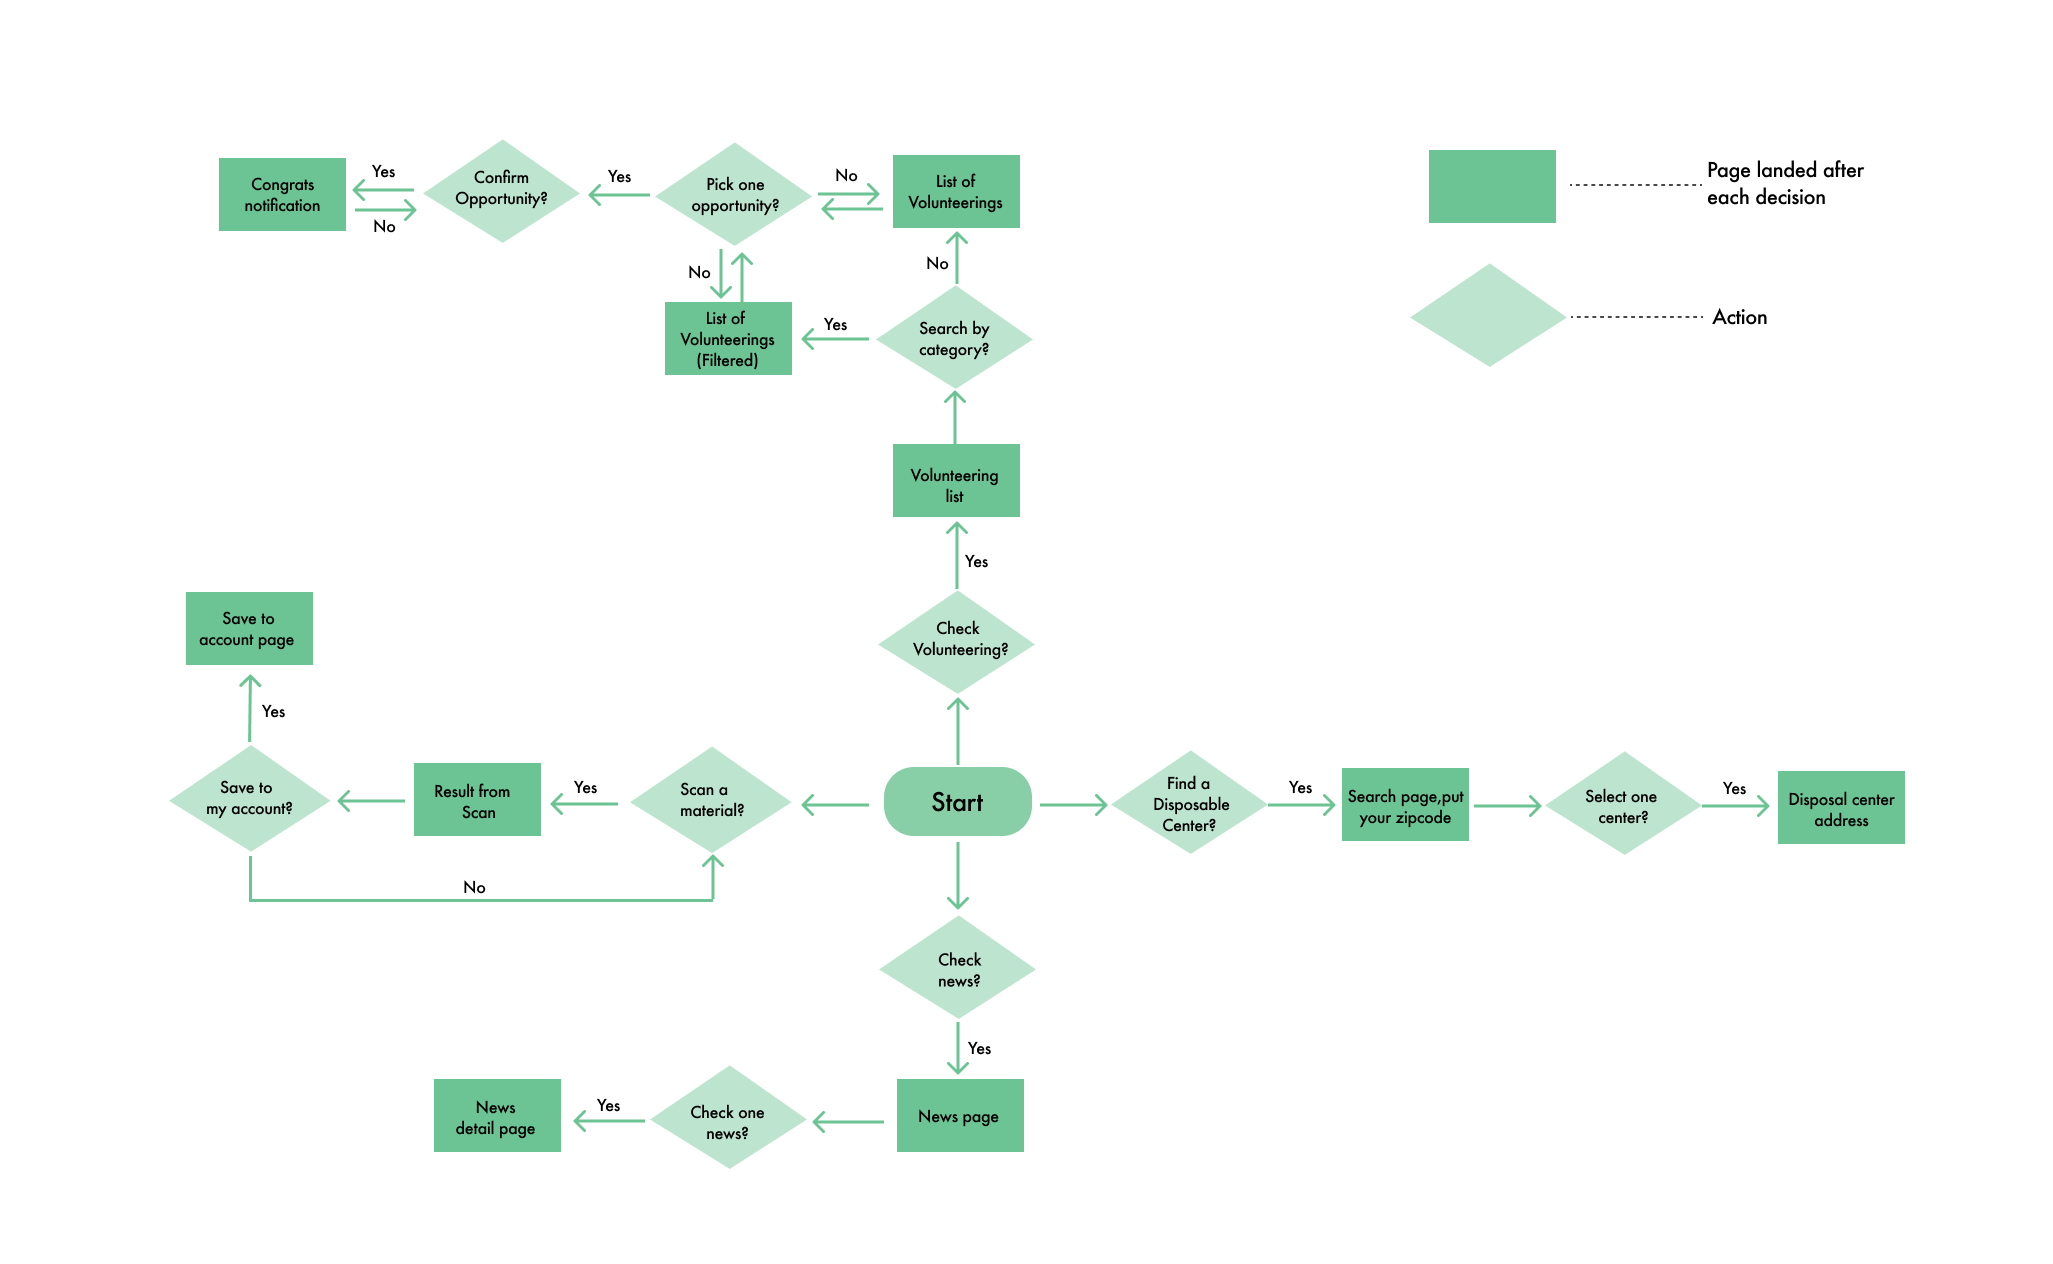 Page landed after
each decision
Action
Congrats
notification
Yes
No
Confirm
Opportunity?
Yes
Pick one
opportunity?
No
List of
Volunteerings
No
No
List of
Volunteerings
(Filtered)
Yes
Search by
category?
Volunteering
list
Yes
Check
Volunteering?
Save to
account page
Yes
Save to
my account?
Result from
Scan
Yes
Scan a
material?
No
Start
Find a
Disposable
Center?
Yes
Search page,put
your zipcode
Select one
center?
Yes
Disposal center
address
Check
news?
Yes
News page
Check one
news?
Yes
News
detail page